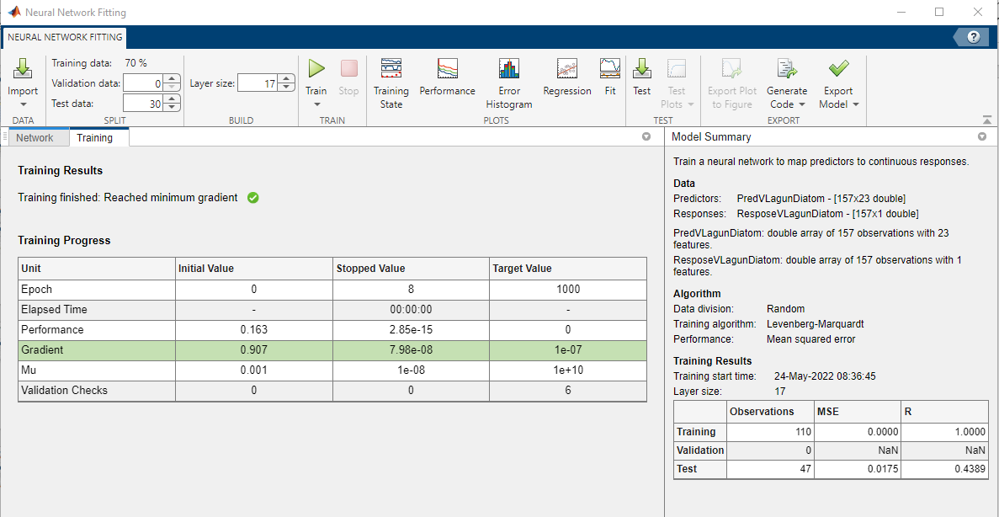 Neural Network Fitting
NEURAL NETWORK FITTING
?
Import
Training data: 70 %
Validation data: 0
Test data: 30
Layer size: 17
Train
Stop
Training State
Performance
Error Histogram
Regression
Fit
Test
Test Plots
Export Plot to Figure
Generate Code
Export Model
DATA SPLIT BUILD TRAIN PLOTS TEST EXPORT
Network Training
Training Results
Training finished: Reached minimum gradient
Training Progress
Unit Initial Value Stopped Value Target Value
Epoch 0 8 1000
Elapsed Time - 00:00:00 -
Performance 0.163 2.85e-15 0
Gradient 0.907 7.98e-08 1e-07
Mu 0.001 1e-08 1e+10
Validation Checks 0 0 6
Model Summary
Train a neural network to map predictors to continuous responses.
Data
Predictors: PredVLagunDiatom - [157x23 double]
Responses: ResposeVLagunDiatom - [157x1 double]
PredVLagunDiatom: double array of 157 observations with 23
features.
ResposeVLagunDiatom: double array of 157 observations with 1
features.
Algorithm
Data division: Random
Training algorithm: Levenberg-Marquardt
Performance: Mean squared error
Training Results
Training start time: 24-May-2022 08:36:45
Layer size: 17
Observations MSE R
Training 110 0.0000 1.0000
Validation 0 NaN NaN
Test 47 0.0175 0.4389